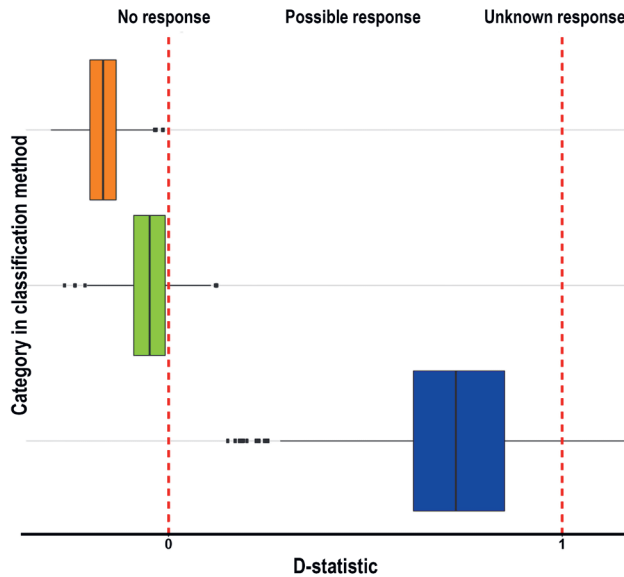 No response
Possible response
Unknown response
Category in classification method
0
1
D-statistic